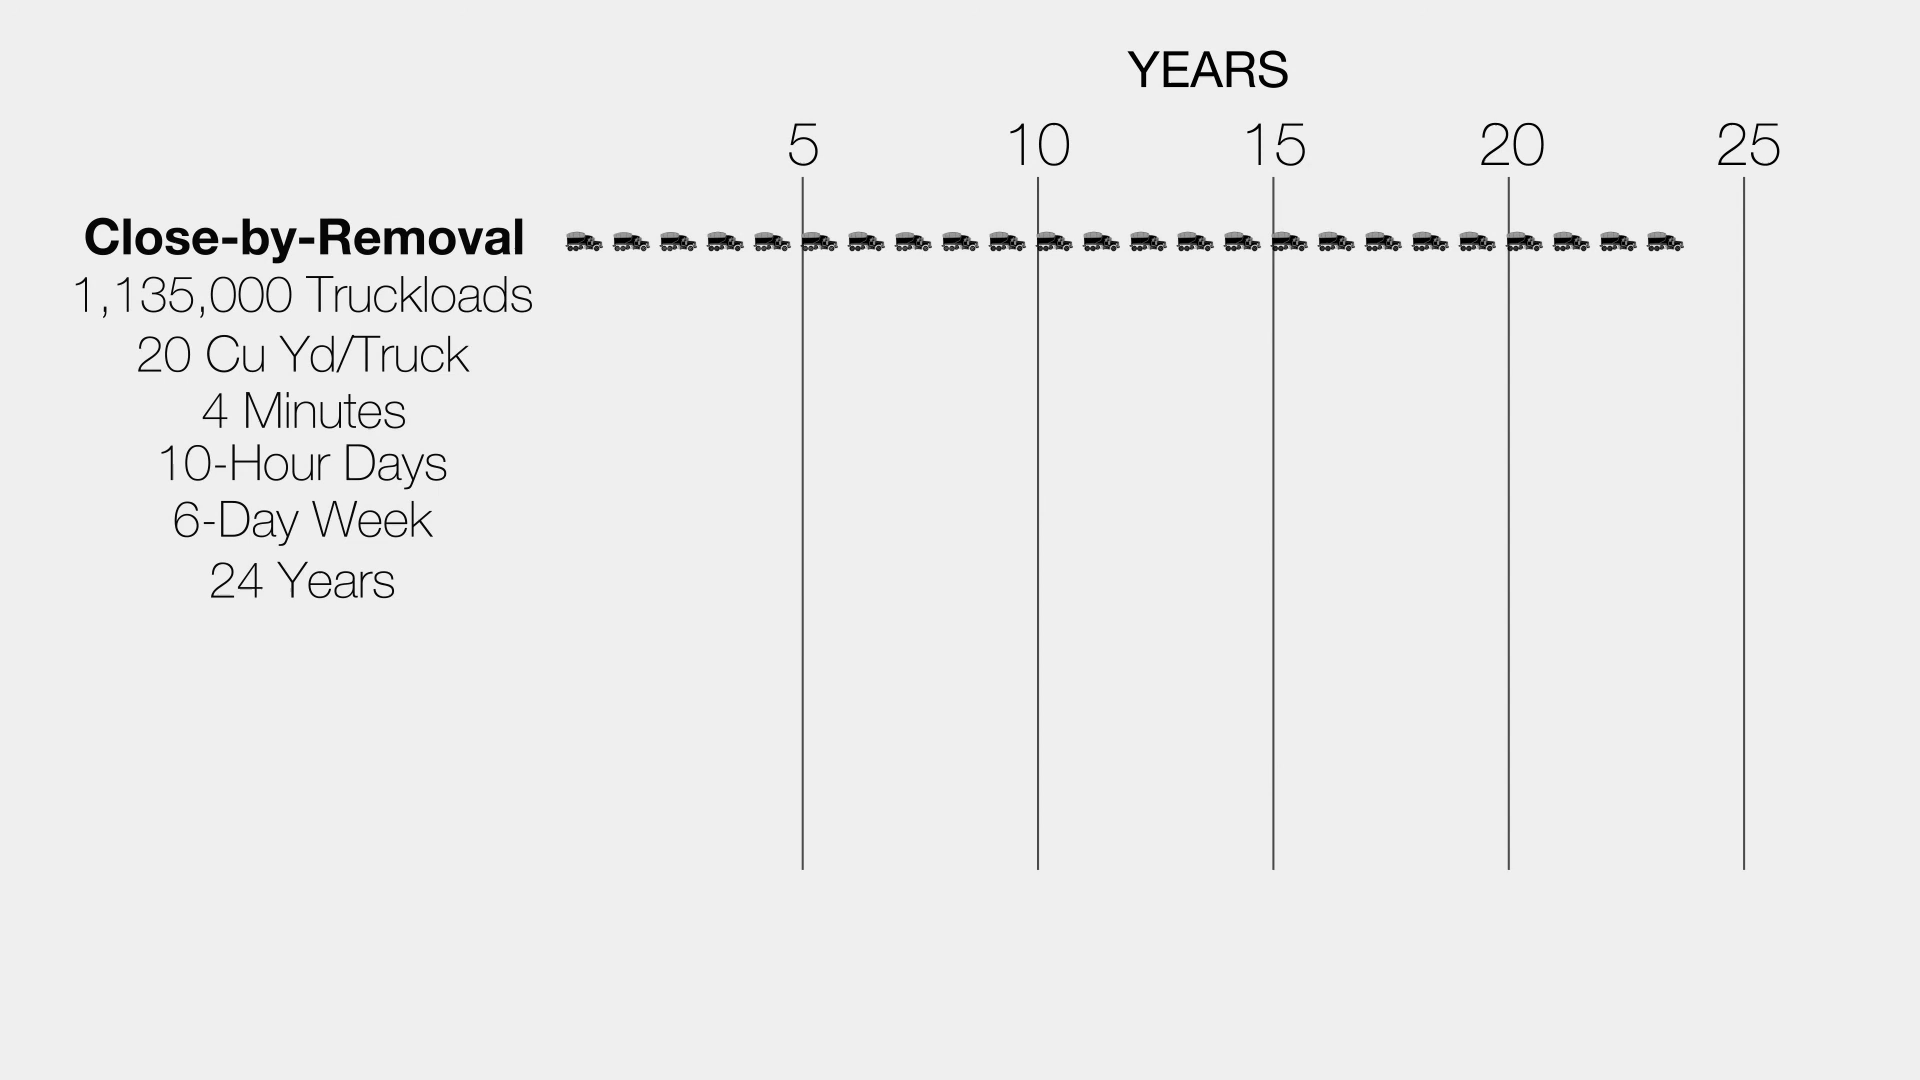 YEARS
5 10 15 20 25
Close-by-Removal
1,135,000 Truckloads
20 Cu Yd/Truck
4 Minutes
10-Hour Days
6-Day Week
24 Years